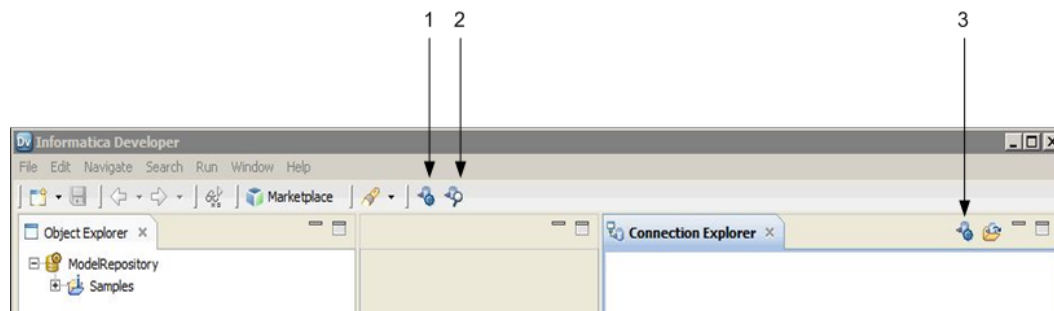 1 2 3
Dv Informatica Developer
File Edit Navigate Search Run Window Help
Marketplace
Object Explorer Connection Explorer
ModelRepository
Samples